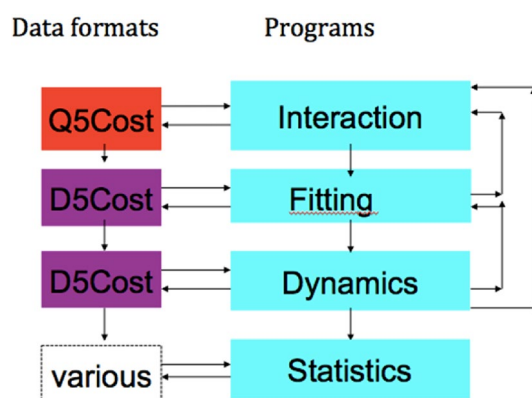 Data formats Programs
Q5Cost Interaction
D5Cost Fitting
D5Cost Dynamics
various Statistics